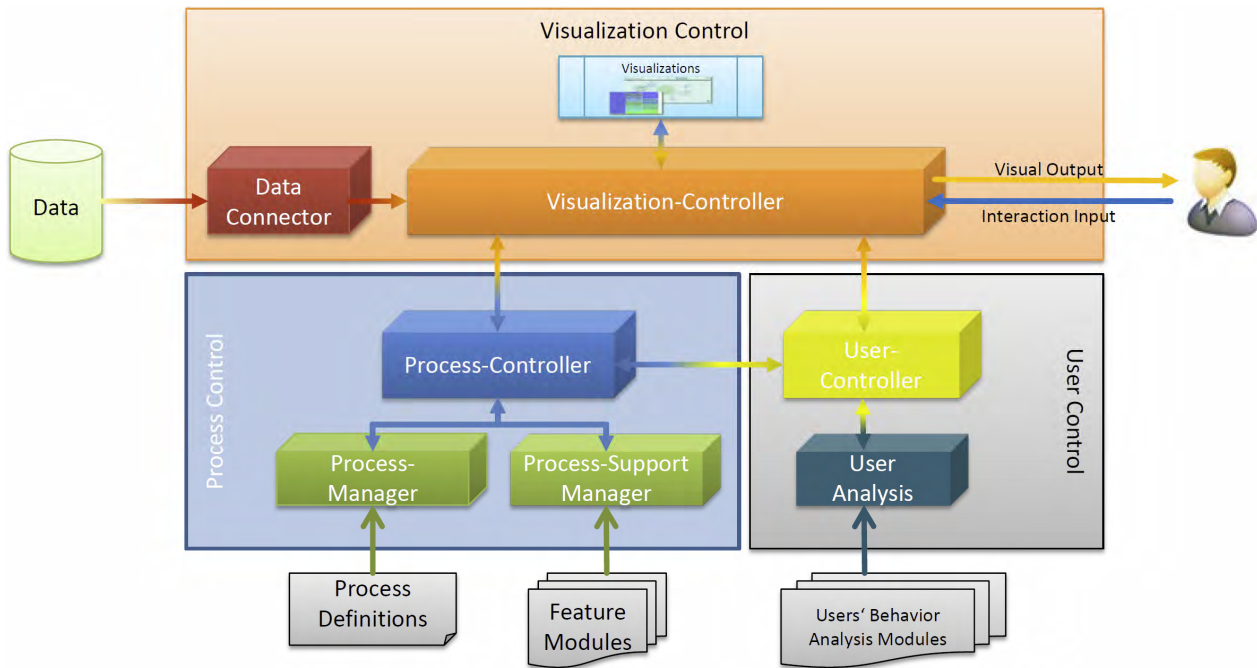 Visualization Control
Visualizations
Data
Data
Connector
Visualization-Controller
Visual Output
Interaction Input
Process Control
Process-Controller
User-
Controller
User Control
Process-
Manager
Process-Support
Manager
User
Analysis
Process
Definitions
Feature
Modules
Users‘ Behavior
Analysis Modules